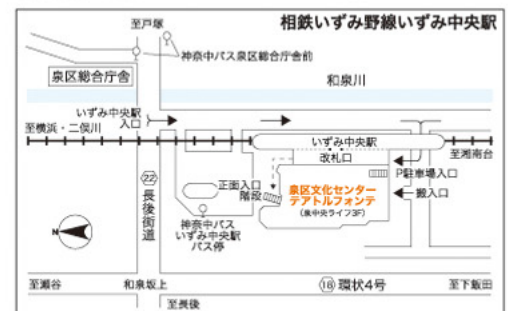 相鉄いずみ野線いずみ中央駅
至戸塚
神奈中バス泉区総合庁舎前
泉区総合庁舎
和泉川
いずみ中央駅
入口
至横浜・二俣川
いずみ中央駅
改札口
至湘南台
P駐車場入口
22
長後街道
正面入口
階段
泉区文化センター
テアトルフォンテ
(泉中央ライフ3F)
搬入口
神奈中バス
いずみ中央駅
バス停
N
至瀬谷
和泉坂上
18
環状4号
至下飯田
至長後